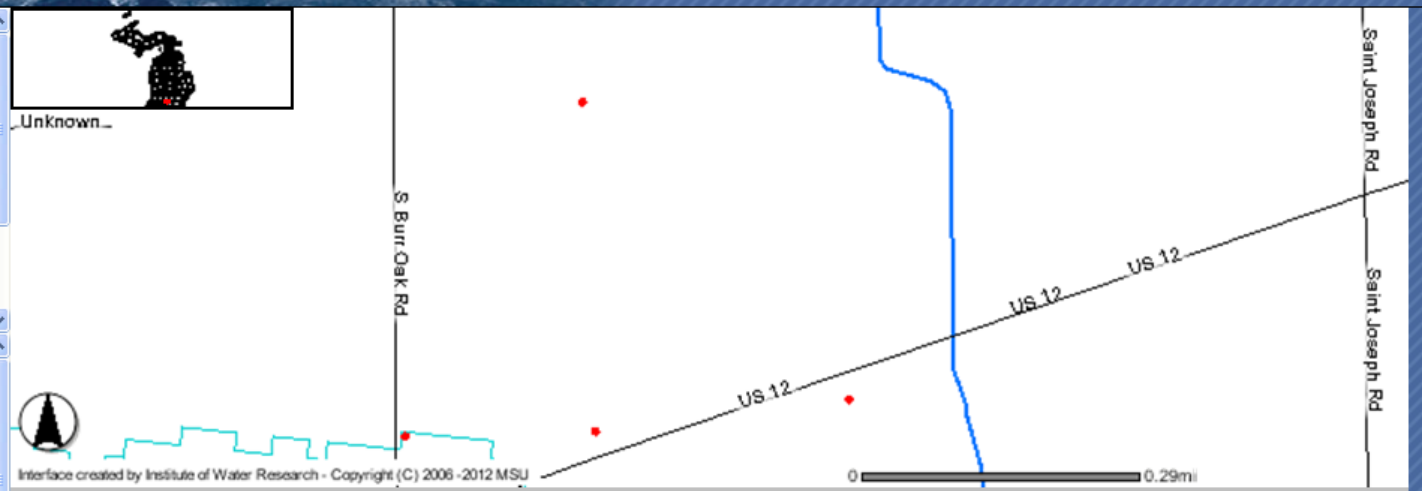 Unknown
Saint Joseph Rd
S Burr Oak Rd
US 12
US 12
Saint Joseph Rd
US 12
Interface created by Institute of Water Research - Copyright (C) 2006 -2012 MSU
0 0.29mi